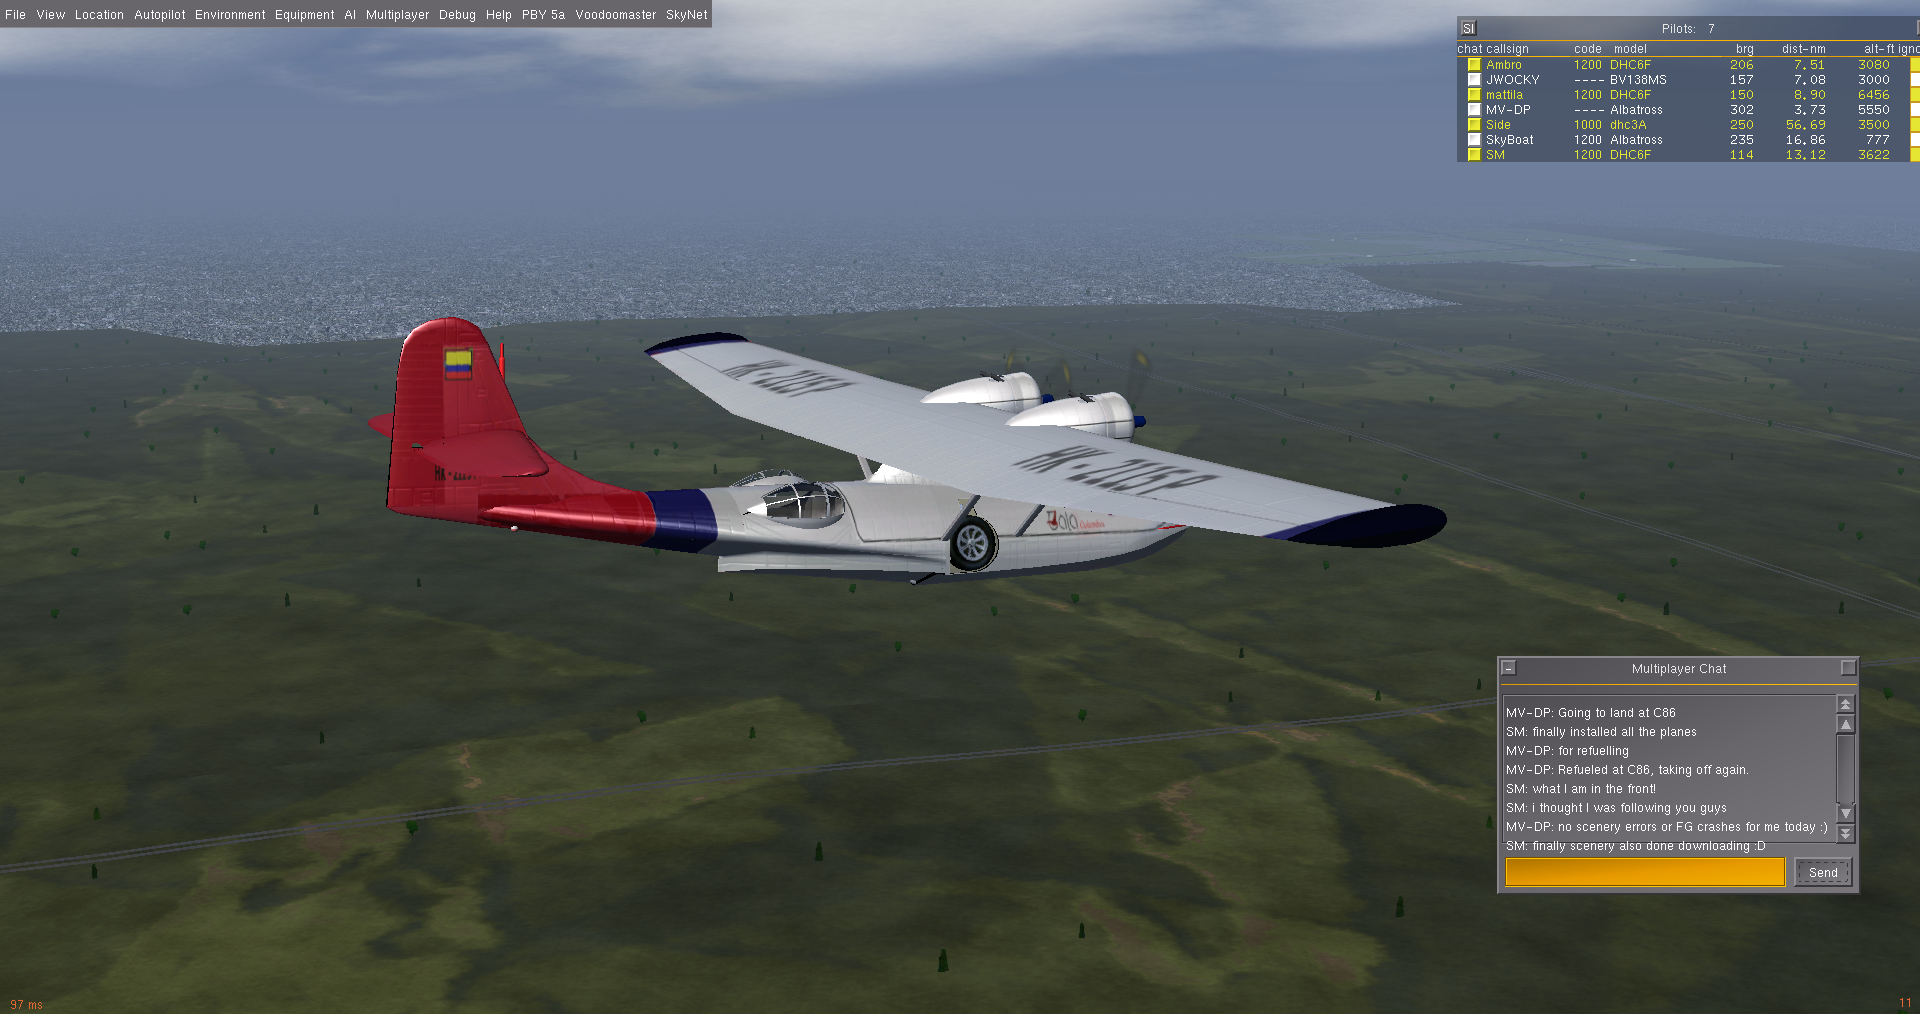 File View Location Autopilot Environment Equipment AI Multiplayer Debug Help PBY 5a Voodoomaster SkyNet
SI Pilots: 7
chat callsign code model brg dist-nm alt-ft igno
Ambro 1200 DHC6F 206 7.51 3080
JWOCKY ---- BV138MS 157 7.08 3000
mattila 1200 DHC6F 150 8.90 6456
MV-DP ---- Albatross 302 3.73 5550
Side 1000 dhc3A 250 56.69 3500
SkyBoat 1200 Albatross 235 16.86 777
SM 1200 DHC6F 114 13.12 3622
Colombia
Multiplayer Chat
MV-DP: Going to land at C86
SM: finally installed all the planes
MV-DP: for refuelling
MV-DP: Refueled at C86, taking off again.
SM: what I am in the front!
SM: i thought I was following you guys
MV-DP: no scenery errors or FG crashes for me today :)
SM: finally scenery also done downloading :D
Send
97 ms
11